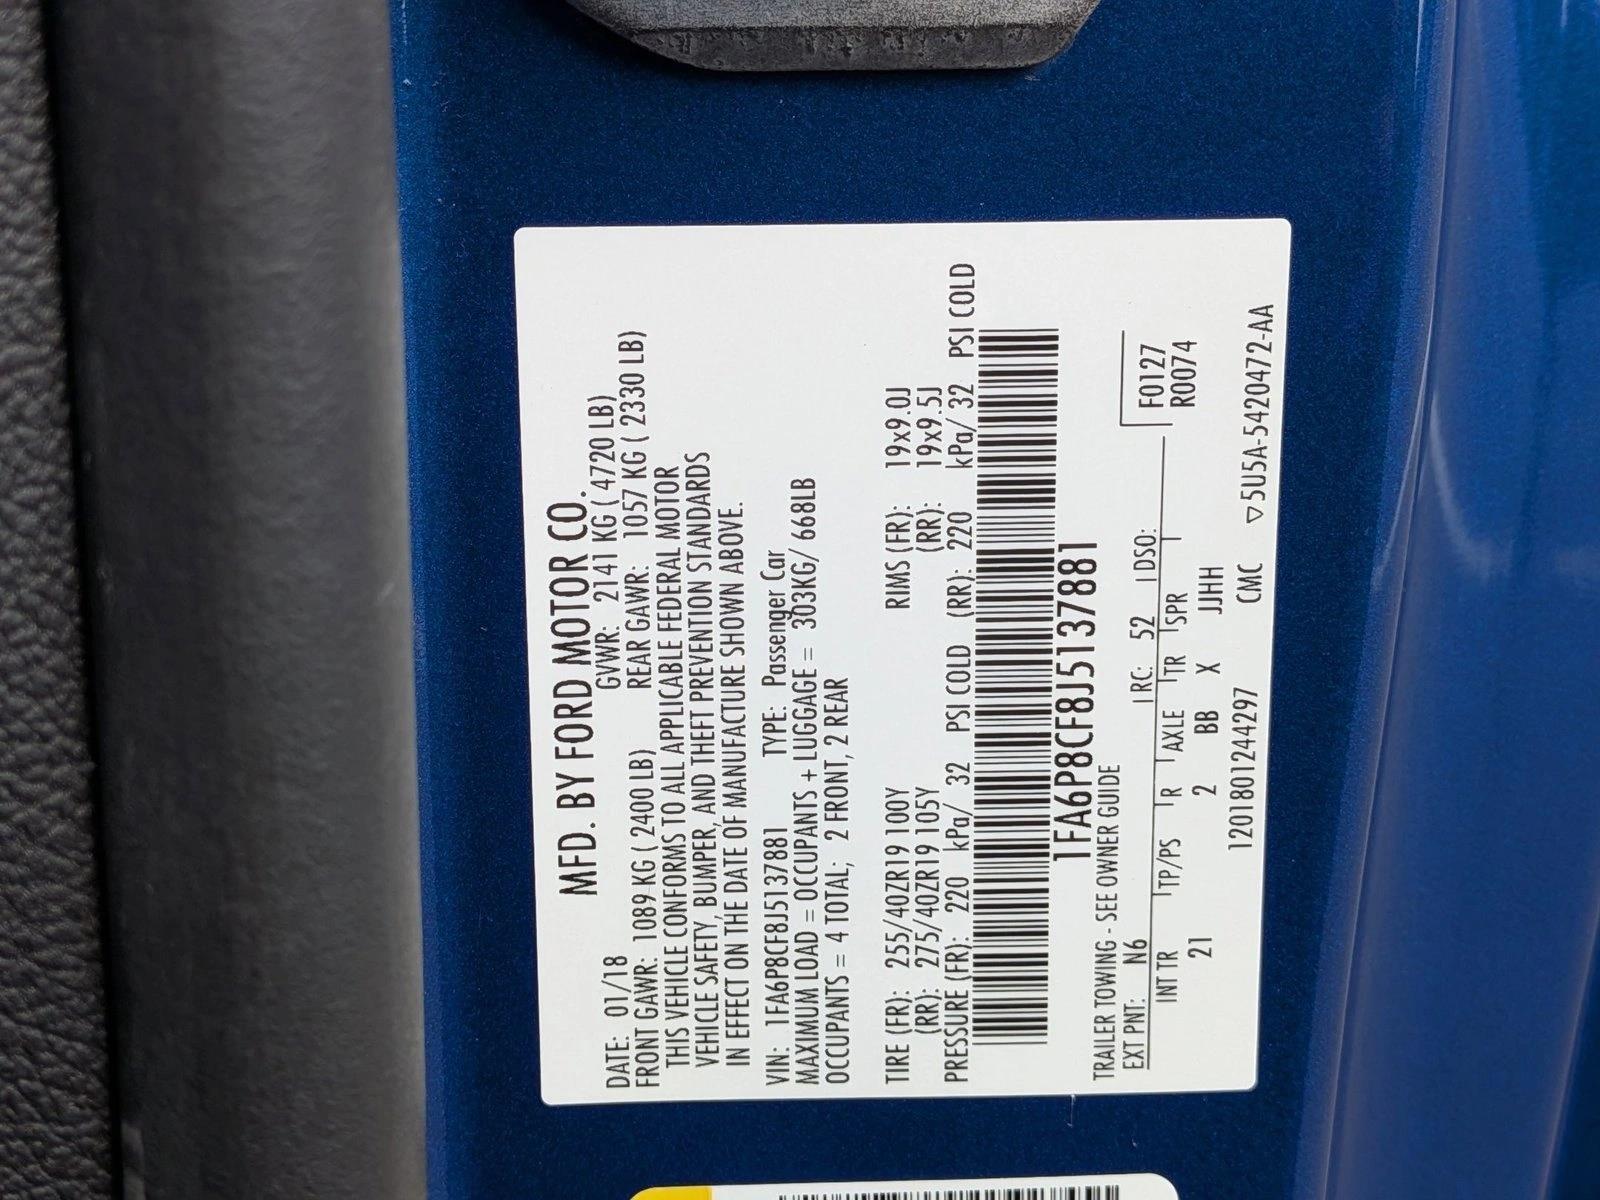 MFD. BY FORD MOTOR CO.
DATE: 01/18 GVWR: 2141 KG ( 4720 LB)
FRONT GAWR: 1089 KG ( 2400 LB) REAR GAWR: 1057 KG ( 2330 LB)
THIS VEHICLE CONFORMS TO ALL APPLICABLE FEDERAL MOTOR
VEHICLE SAFETY, BUMPER, AND THEFT PREVENTION STANDARDS
IN EFFECT ON THE DATE OF MANUFACTURE SHOWN ABOVE.
VIN: 1FA6P8CF8J5137881 TYPE: Passenger Car
MAXIMUM LOAD = OCCUPANTS + LUGGAGE = 303KG/ 668LB
OCCUPANTS = 4 TOTAL; 2 FRONT, 2 REAR
TIRE (FR): 255/40ZR19 100Y RIMS (FR): 19x9.0J
(RR): 275/40ZR19 105Y (RR): 19x9.5J
PRESSURE (FR): 220 kPa/ 32 PSI COLD (RR): 220 kPa/ 32 PSI COLD
1FA6P8CF8J5137881
TRAILER TOWING - SEE OWNER GUIDE
EXT PNT: N6 RC: 52 DSO:
F0127
R0074
INT TR TP/PS R AXLE TR SPR
21 2 BB X JJHH
12018012442​97 CMC ▽ 5U5A-5420472-AA